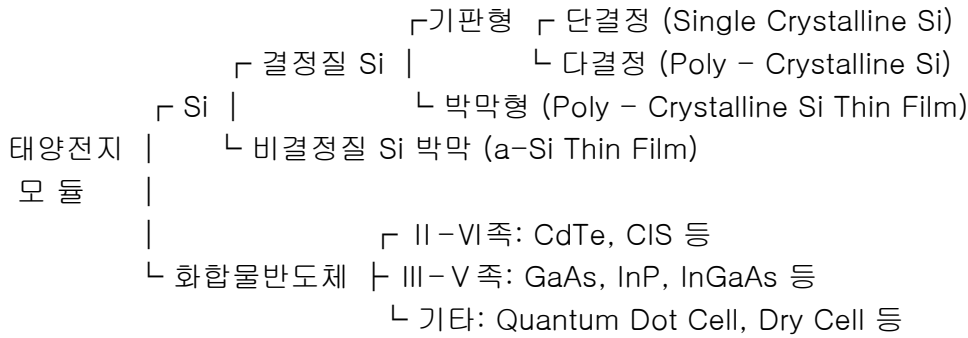 ┌기판형 ┌ 단결정 (Single Crystalline Si)
┌ 결정질 Si | └ 다결정 (Poly - Crystalline Si)
┌ Si | └ 박막형 (Poly - Crystalline Si Thin Film)
태양전지 | └ 비결정질 Si 박막 (a-Si Thin Film)
모 듈 |
| ┌ Ⅱ-Ⅵ족: CdTe, CIS 등
└ 화합물반도체 ├ Ⅲ-Ⅴ족: GaAs, InP, InGaAs 등
└ 기타: Quantum Dot Cell, Dry Cell 등